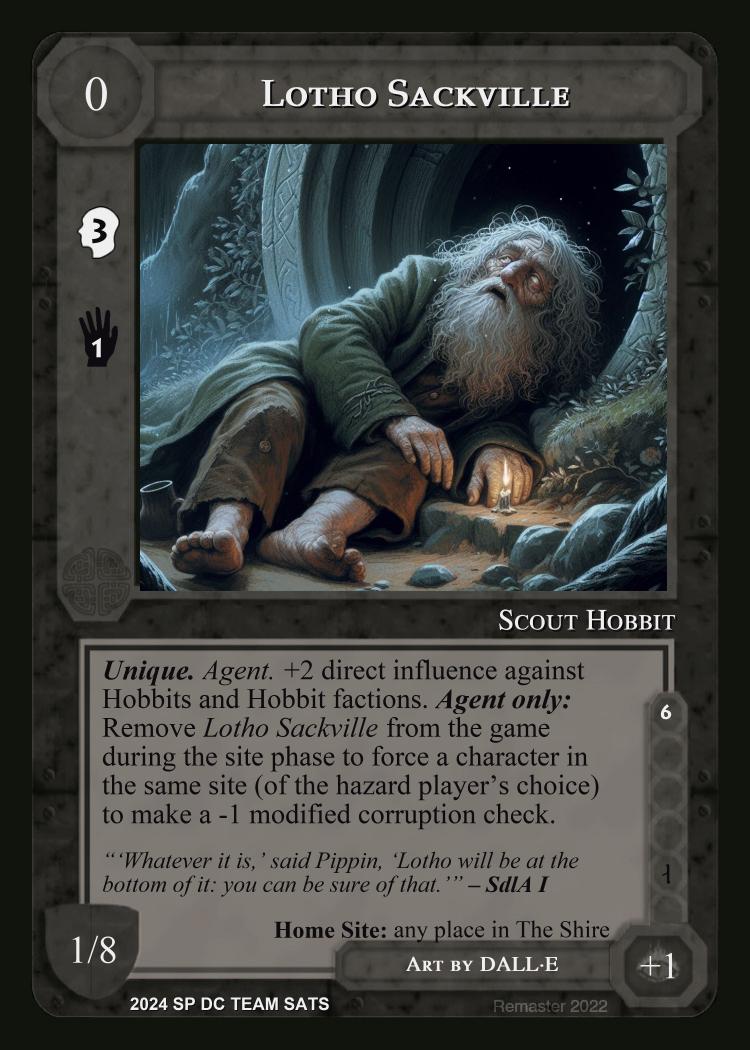 0
Lotho Sackville
3
1
Scout Hobbit
Unique. Agent. +2 direct influence against
Hobbits and Hobbit factions. Agent only:
Remove Lotho Sackville from the game
during the site phase to force a character in
the same site (of the hazard player’s choice)
to make a -1 modified corruption check.
6
“‘Whatever it is,’ said Pippin, ‘Lotho will be at the
bottom of it: you can be sure of that.’” – SdlA I
Home Site: any place in The Shire
1/8
Art by DALL·E
+1
2024 SP DC TEAM SATS
Remaster 2022